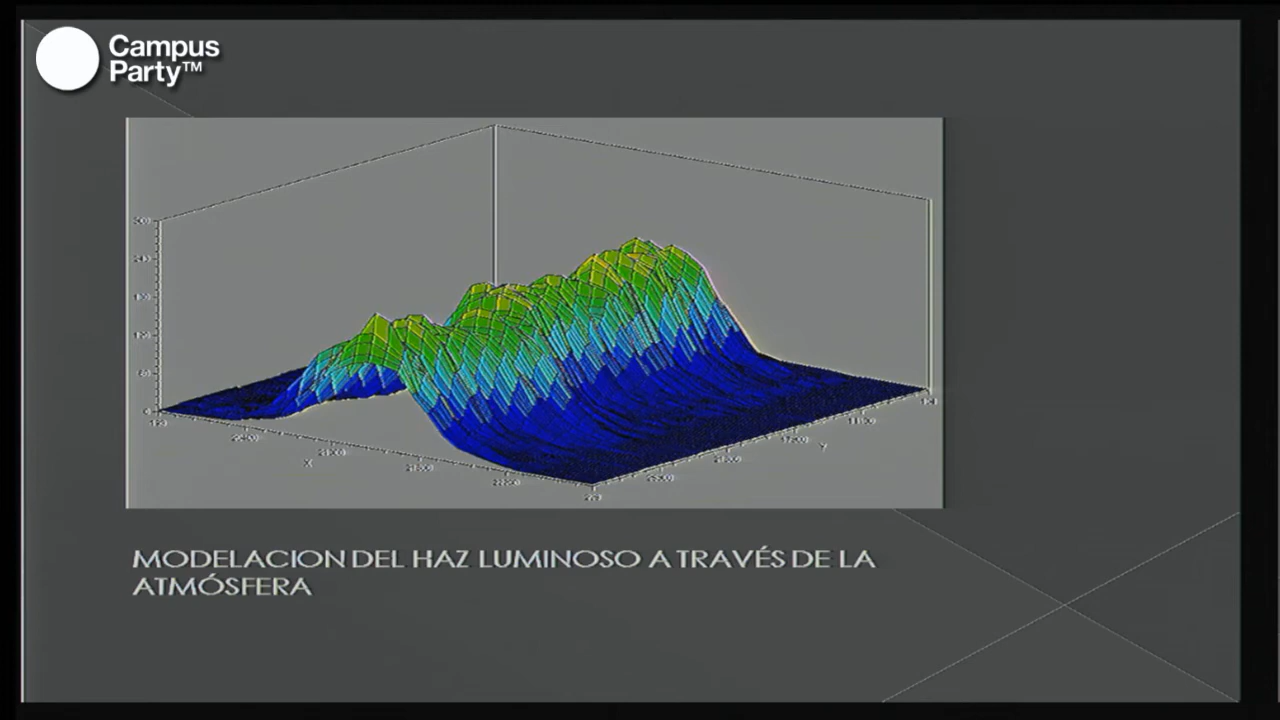 Campus
Party™
X
Y
MODELACION DEL HAZ LUMINOSO A TRAVÉS DE LA
ATMÓSFERA